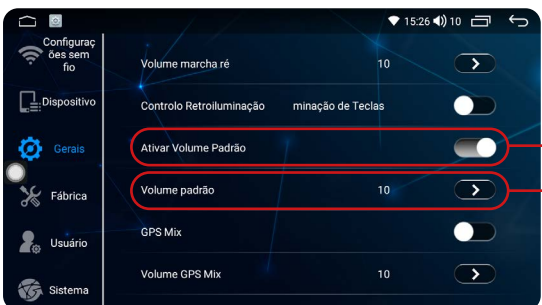 15:26 10
Configuraç
ões sem
fio
Dispositivo
Gerais
Fábrica
Usuário
Sistema
Volume marcha ré 10
Controlo Retroiluminação minação de Teclas
Ativar Volume Padrão
Volume padrão 10
GPS Mix
Volume GPS Mix 10